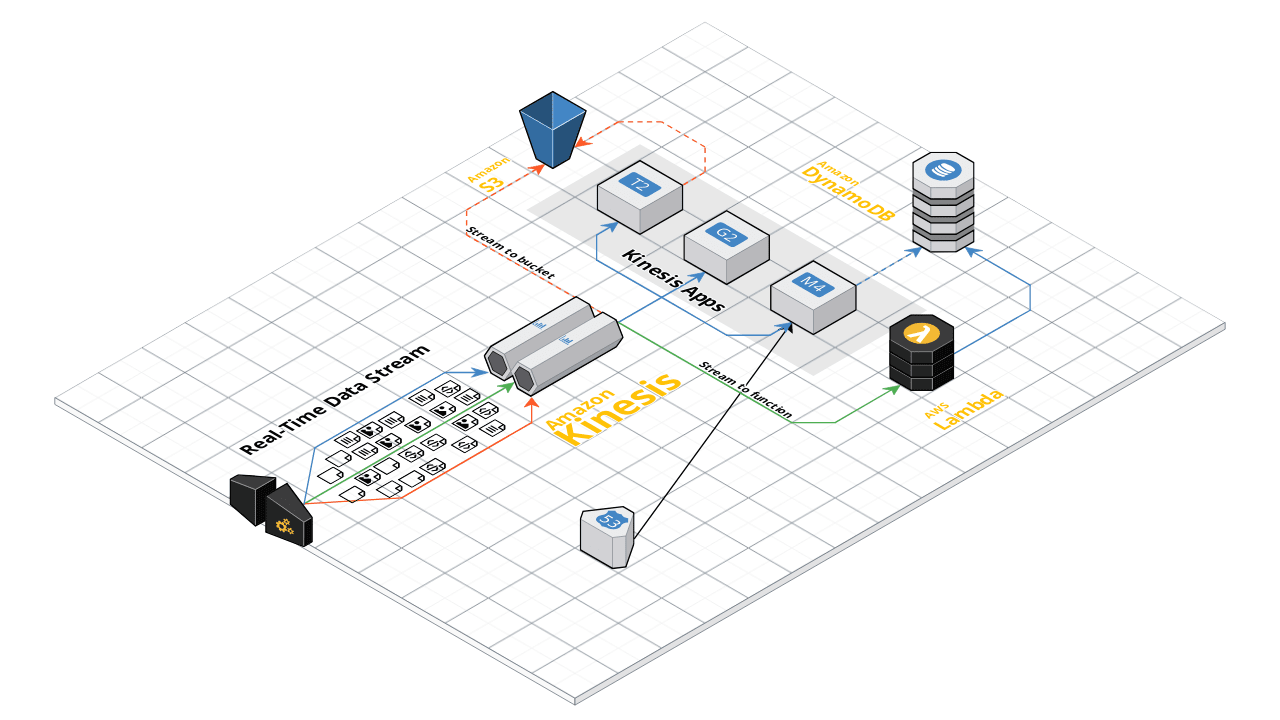 Amazon
S3
T2
Amazon
DynamoDB
G2
Stream to bucket
Kinesis Apps
M4
Real-Time Data Stream
Stream to function
Amazon
Kinesis
AWS
Lambda
53